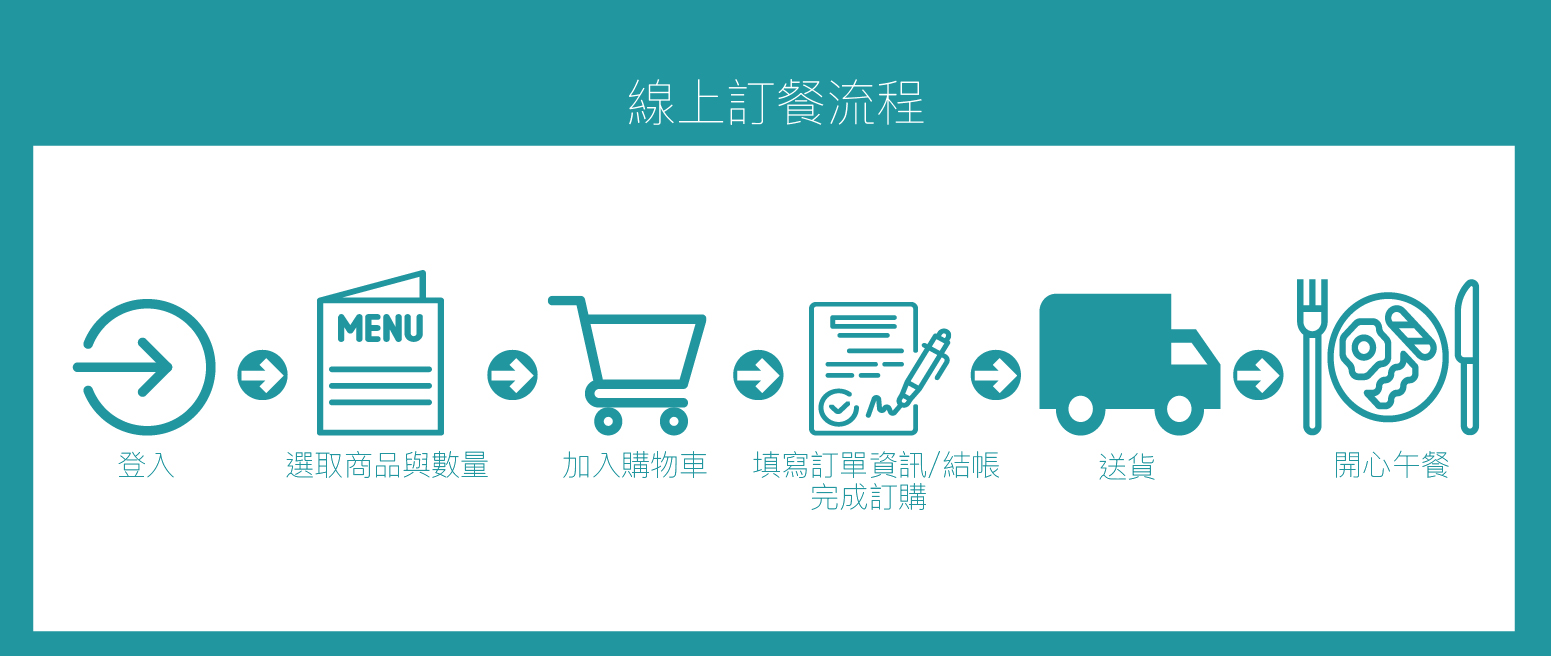 線上訂餐流程
MENU
登入
選取商品與數量
加入購物車
填寫訂單資訊/結帳
完成訂購
送貨
開心午餐